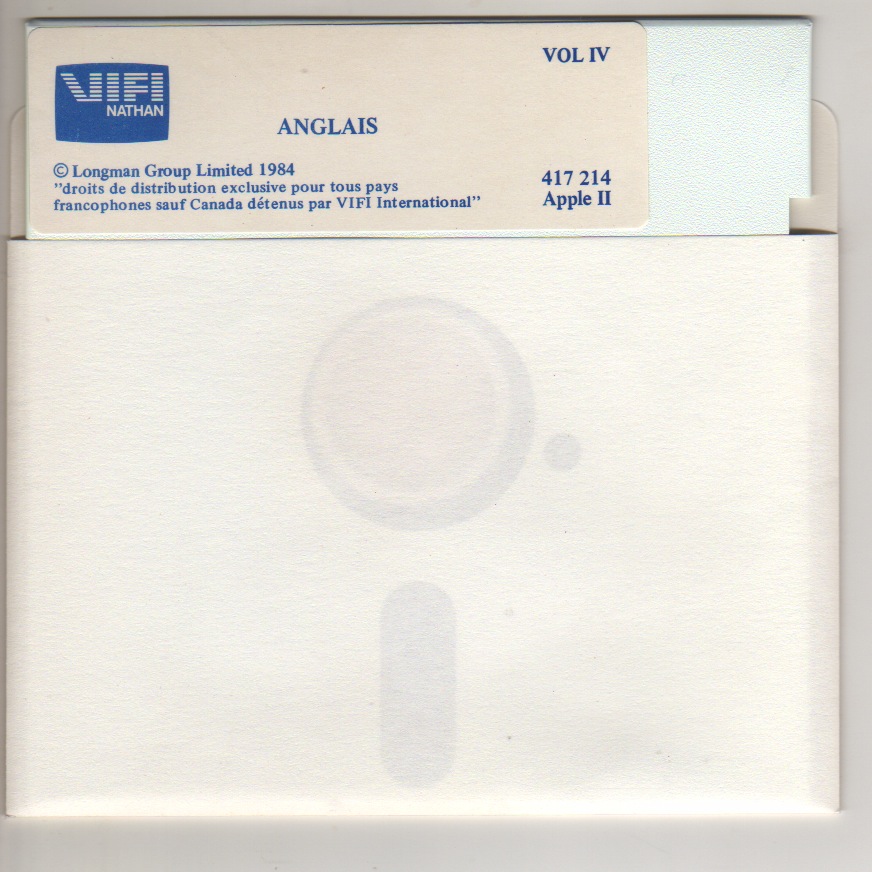 VOL IV
VIFI
NATHAN
ANGLAIS
© Longman Group Limited 1984
"droits de distribution exclusive pour tous pays
francophones sauf Canada détenus par VIFI International"
417 214
Apple II